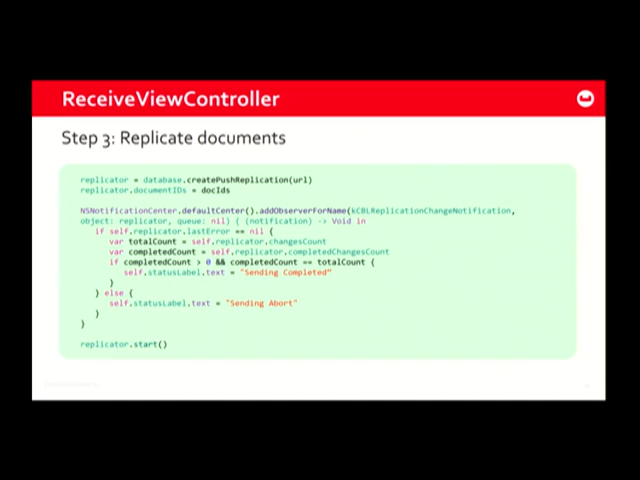 ReceiveViewController
Step 3: Replicate documents
replicator = database.createPushReplication(url)
replicator.documentIDs = docIds
NSNotificationCenter.defaultCenter().addObserverForName(kCBLReplicationChangeNotification,
object: replicator, queue: nil) { (notification) -> Void in
if self.replicator.lastError == nil {
var totalCount = self.replicator.changesCount
var completedCount = self.replicator.completedChangesCount
if completedCount > 0 && completedCount == totalCount {
self.statusLabel.text = "Sending Completed"
}
} else {
self.statusLabel.text = "Sending Abort"
}
}
replicator.start()